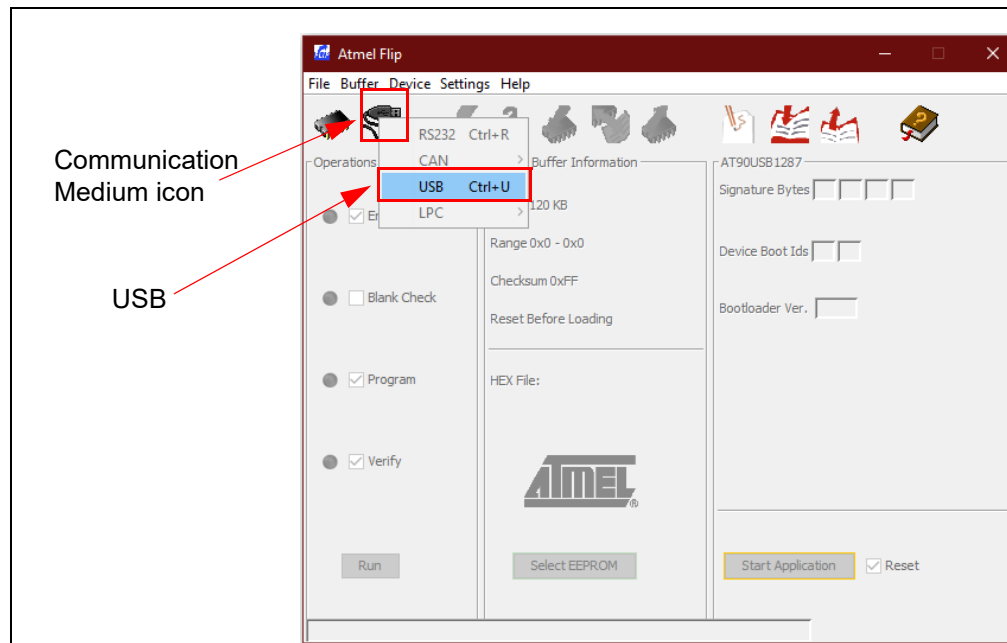 Atmel Flip
File Buffer Device Settings Help
Communication
Medium icon
USB
RS232 Ctrl+R
CAN >
USB Ctrl+U
LPC >
Operations
Er
Blank Check
Program
Verify
Run
Buffer Information
120 KB
Range 0x0 - 0x0
Checksum 0xFF
Reset Before Loading
HEX File:
ATMEL
®
Select EEPROM
AT90USB1287
Signature Bytes
Device Boot Ids
Bootloader Ver.
Start Application
Reset